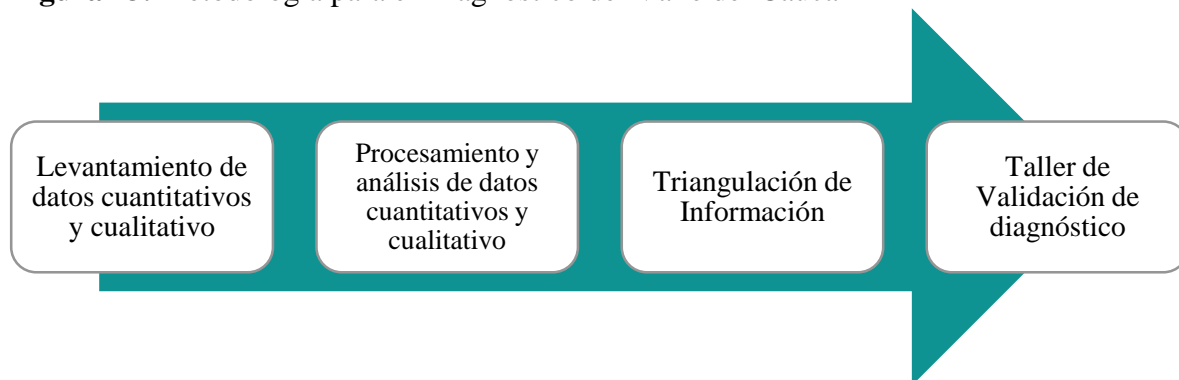 Levantamiento de
datos cuantitativos
y cualitativo
Procesamiento y
análisis de datos
cuantitativos y
cualitativo
Triangulación de
Información
Taller de
Validación de
diagnóstico